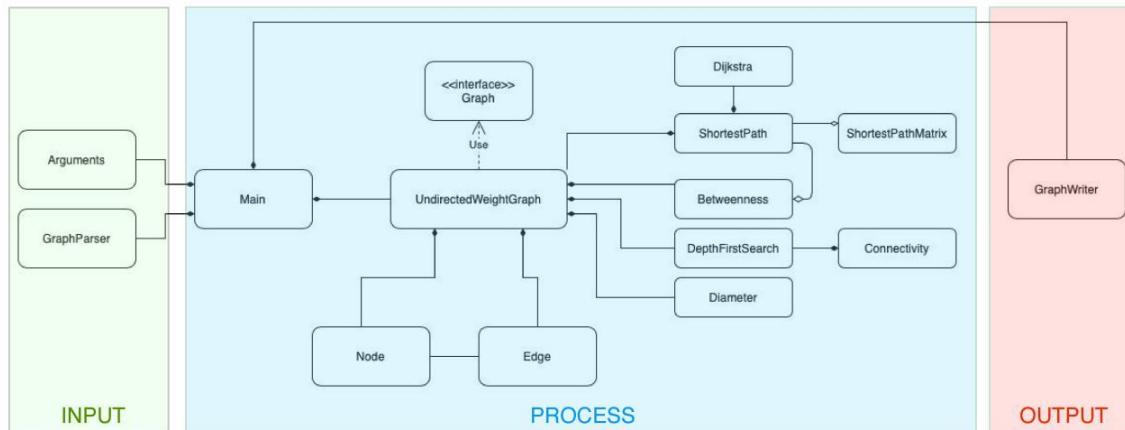 Dijkstra
<<interface>>
Graph
Use
ShortestPath
ShortestPathMatrix
Arguments
Main
UndirectedWeightGraph
Betweenness
GraphWriter
GraphParser
DepthFirstSearch
Connectivity
Diameter
Node
Edge
INPUT
PROCESS
OUTPUT